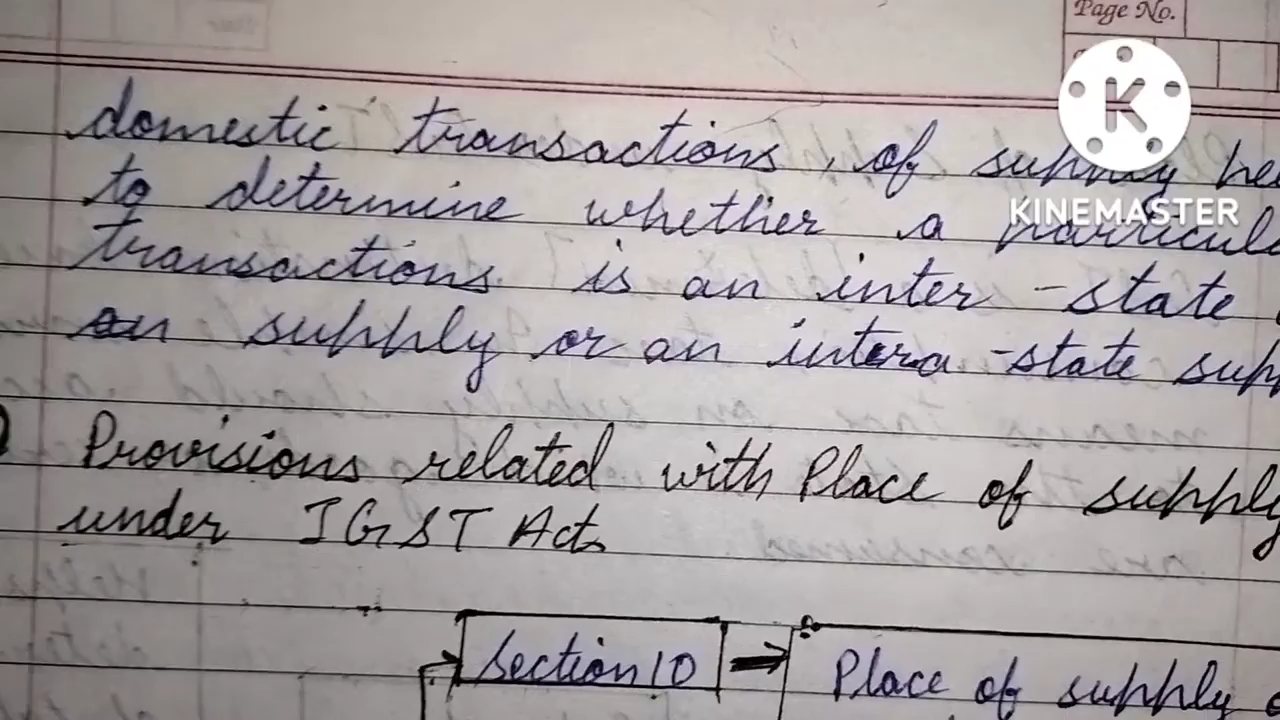 Page No.
domestic transactions, of supply
to determine whether a
transactions is an inter-state
an supply or an intera-state
Provisions related with Place of supply
under IGST Act
Section 10
Place of supply
KINEMASTER